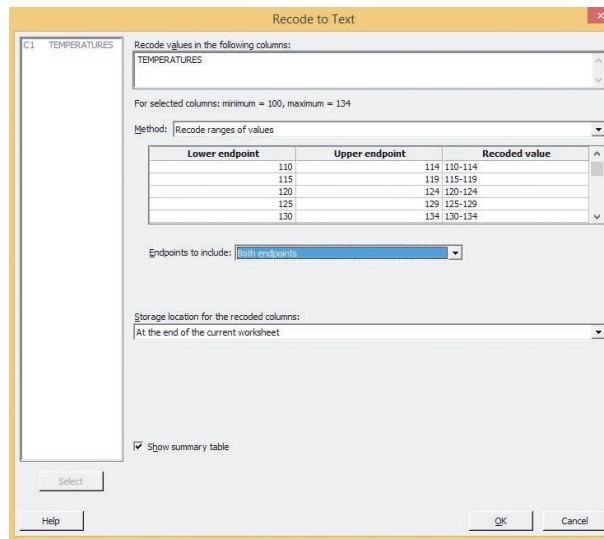 Recode to Text
C1 TEMPERATURES
Recode values in the following columns:
TEMPERATURES
For selected columns: minimum = 100, maximum = 134
Method: Recode ranges of values
Lower endpoint Upper endpoint Recoded value
110 114 110-114
115 119 115-119
120 124 120-124
125 129 125-129
130 134 130-134
Endpoints to include: Both endpoints
Storage location for the recoded columns:
At the end of the current worksheet
Show summary table
Select
Help OK Cancel